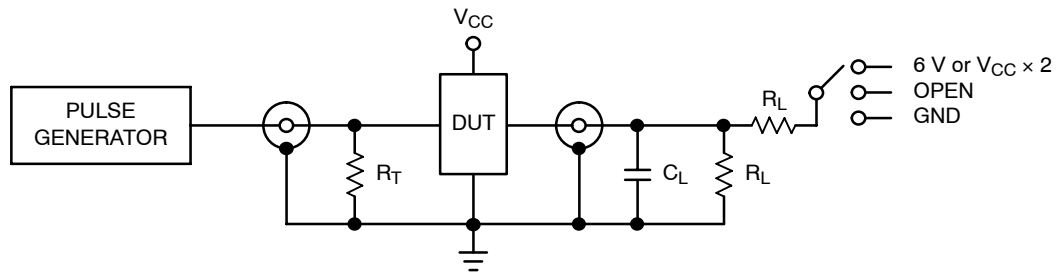 V_CC
PULSE
GENERATOR
DUT
R_T
C_L
R_L
R_L
6 V or V_CC × 2
OPEN
GND